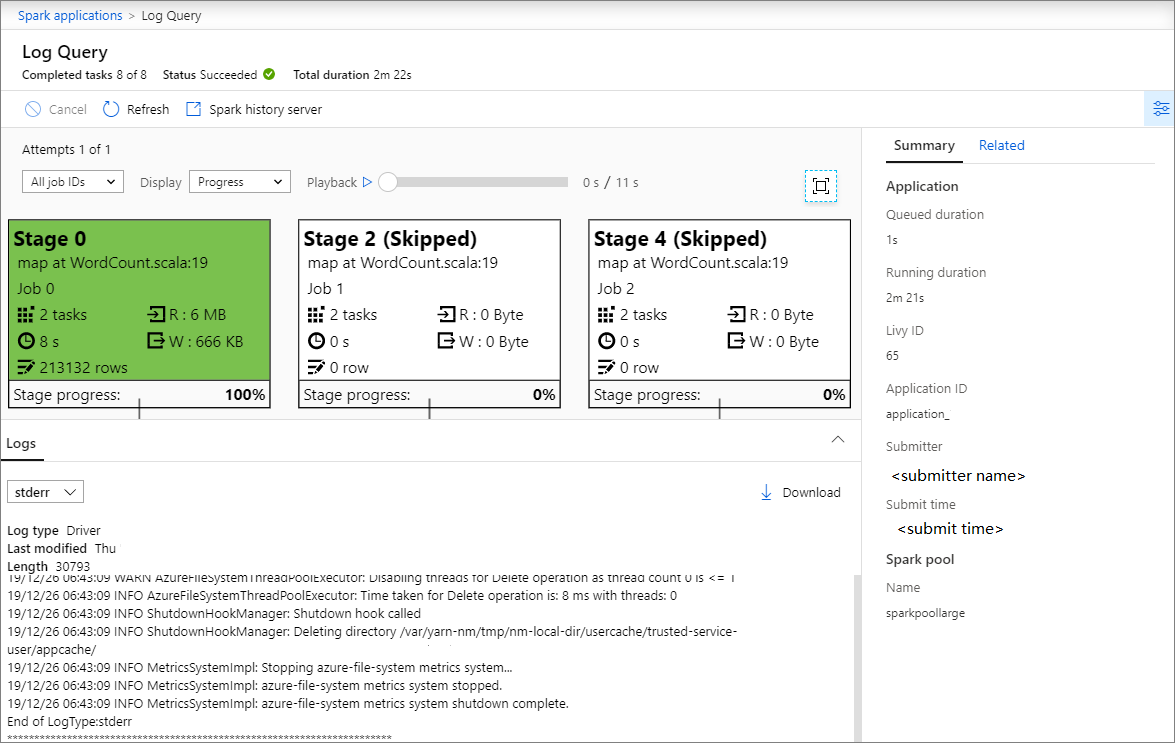 Spark applications > Log Query
Log Query
Completed tasks 8 of 8 Status Succeeded Total duration 2m 22s
Cancel Refresh Spark history server
Attempts 1 of 1
All job IDs Display Progress Playback 0 s / 11 s
Stage 0
map at WordCount.scala:19
Job 0
2 tasks R : 6 MB
8 s W : 666 KB
213132 rows
Stage progress: 100%
Stage 2 (Skipped)
map at WordCount.scala:19
Job 1
2 tasks R : 0 Byte
0 s W : 0 Byte
0 row
Stage progress: 0%
Stage 4 (Skipped)
map at WordCount.scala:19
Job 2
2 tasks R : 0 Byte
0 s W : 0 Byte
0 row
Stage progress: 0%
Logs
stderr Download
Log type Driver
Last modified Thu
Length 30793
19/12/26 06:43:09 WARN AzureFileSystemThreadPoolExecutor: Disabling threads for Delete operation as thread count 0 is <= 1
19/12/26 06:43:09 INFO AzureFileSystemThreadPoolExecutor: Time taken for Delete operation is: 8 ms with threads: 0
19/12/26 06:43:09 INFO ShutdownHookManager: Shutdown hook called
19/12/26 06:43:09 INFO ShutdownHookManager: Deleting directory /var/yarn-nm/tmp/nm-local-dir/usercache/trusted-service-
user/appcache/
19/12/26 06:43:09 INFO MetricsSystemImpl: Stopping azure-file-system metrics system...
19/12/26 06:43:09 INFO MetricsSystemImpl: azure-file-system metrics system stopped.
19/12/26 06:43:09 INFO MetricsSystemImpl: azure-file-system metrics system shutdown complete.
End of LogType:stderr
Summary Related
Application
Queued duration
1s
Running duration
2m 21s
Livy ID
65
Application ID
application_
Submitter
<submitter name>
Submit time
<submit time>
Spark pool
Name
sparkpoollarge